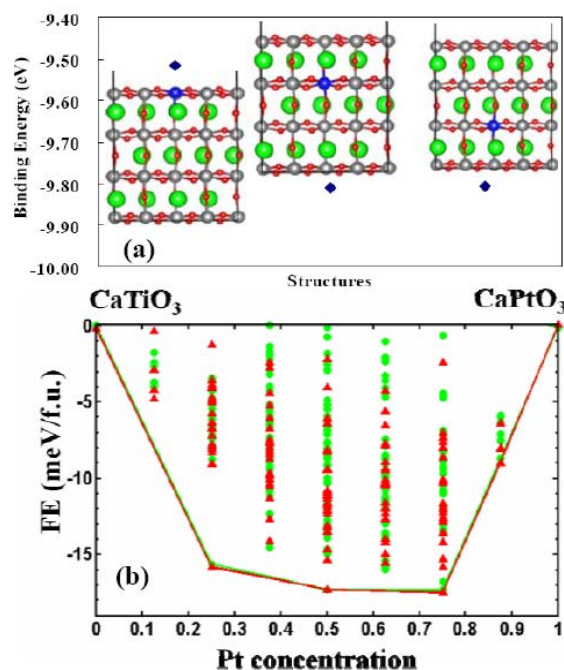 -9.40
-9.50
-9.60
-9.70
-9.80
-9.90
-10.00
Binding Energy (eV)
(a)
Structures
CaTiO₃
CaPtO₃
0
-5
-10
-15
FE (meV/f.u.)
(b)
0 0.1 0.2 0.3 0.4 0.5 0.6 0.7 0.8 0.9 1
Pt concentration